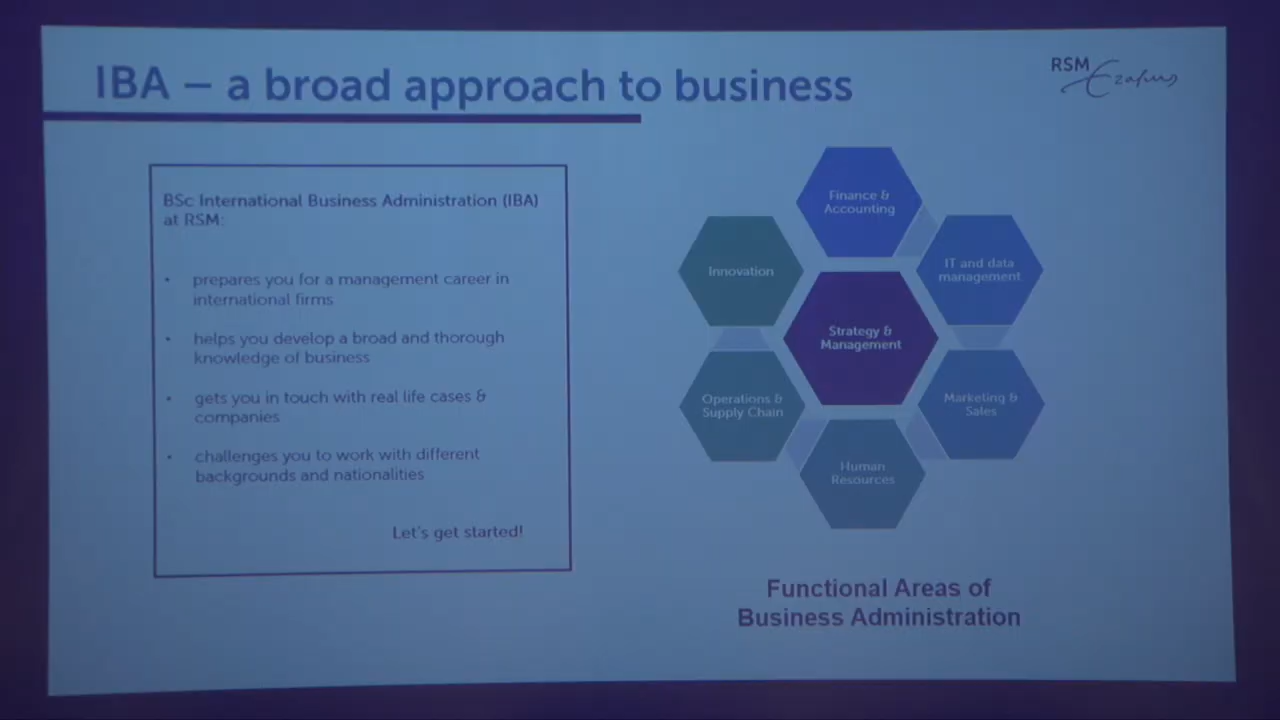 IBA – a broad approach to business
RSM
Erasmus
BSc International Business Administration (IBA)
at RSM:
• prepares you for a management career in
international firms
• helps you develop a broad and thorough
knowledge of business
• gets you in touch with real life cases &
companies
• challenges you to work with different
backgrounds and nationalities
Let's get started!
Finance &
Accounting
Innovation
IT and data
management
Strategy &
Management
Operations &
Supply Chain
Marketing &
Sales
Human
Resources
Functional Areas of
Business Administration